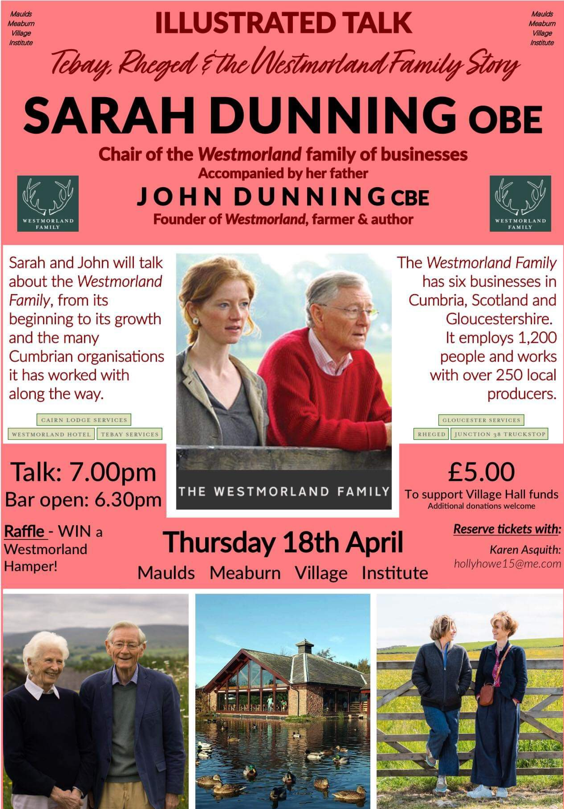 Maulds
Meaburn
Village
Institute
Maulds
Meaburn
Village
Institute
ILLUSTRATED TALK
Tebay, Rheged & the Westmorland Family Story
SARAH DUNNING OBE
Chair of the Westmorland family of businesses
Accompanied by her father
JOHN DUNNING CBE
Founder of Westmorland, farmer & author
WESTMORLAND
FAMILY
WESTMORLAND
FAMILY
Sarah and John will talk
about the Westmorland
Family, from its
beginning to its growth
and the many
Cumbrian organisations
it has worked with
along the way.
CAIRN LODGE SERVICES
WESTMORLAND HOTEL TEBAY SERVICES
The Westmorland Family
has six businesses in
Cumbria, Scotland and
Gloucestershire.
It employs 1,200
people and works
with over 250 local
producers.
GLOUCESTER SERVICES
RHEGED JUNCTION 38 TRUCKSTOP
THE WESTMORLAND FAMILY
Talk: 7.00pm
Bar open: 6.30pm
Raffle - WIN a
Westmorland
Hamper!
£5.00
To support Village Hall funds
Additional donations welcome
Reserve tickets with:
Karen Asquith:
hollyhowe15@me.com
Thursday 18th April
Maulds Meaburn Village Institute